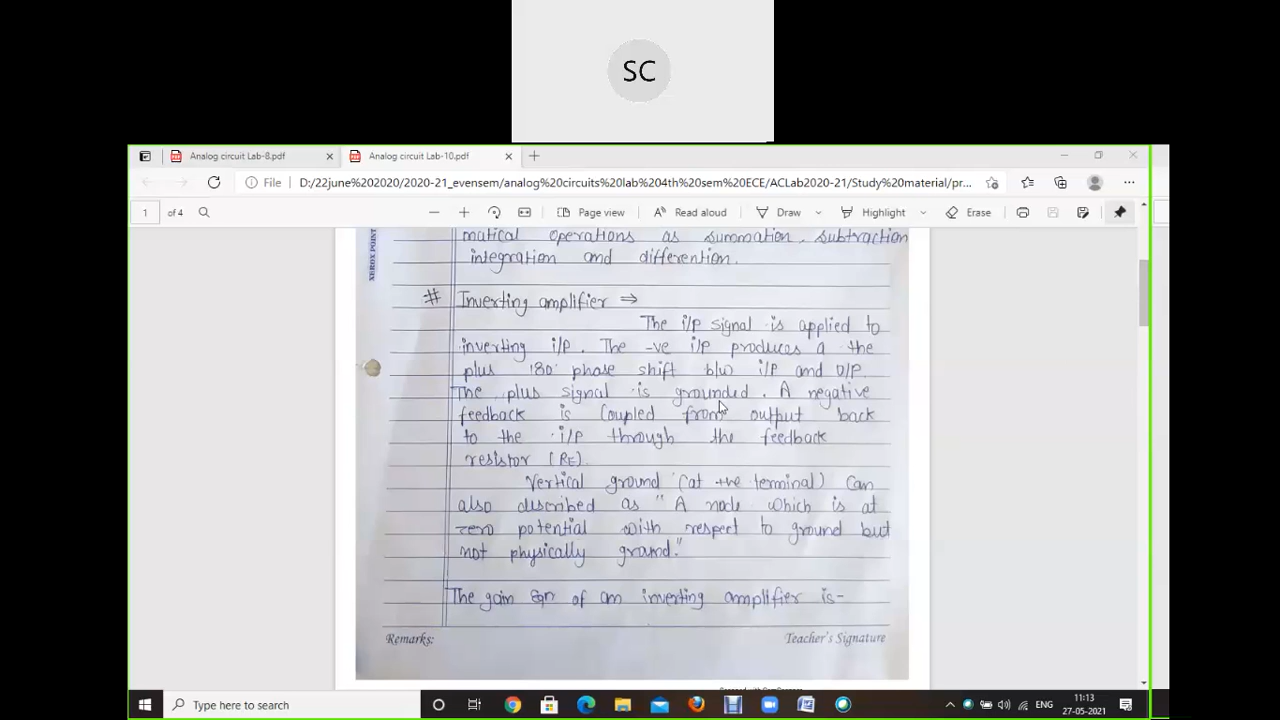 SC
Analog circuit Lab-8.pdf
Analog circuit Lab-10.pdf
File
D:/22june%202020/2020-21_evensem/analog%20circuits%20lab%204th%20sem%20ECE/ACLab2020-21/Study%20material/pr...
1
of 4
Page view
Read aloud
Draw
Highlight
Erase
XEROX POINT
matical operations as summation, subtraction
integration and differention.
# Inverting amplifier ⇒
The i/p signal is applied to
inverting i/p. The -ve i/p produces a the
plus 180° phase shift b/w i/p and O/P.
The plus signal is grounded. A negative
feedback is coupled from output back
to the i/p through the feedback
resistor (RF).
Vertical ground (at +ve terminal) can
also described as "A node which is at
zero potential with respect to ground but
not physically ground."
The gain eqn of an inverting amplifier is-
Remarks:
Teacher's Signature
Type here to search
ENG
11:13
27-05-2021